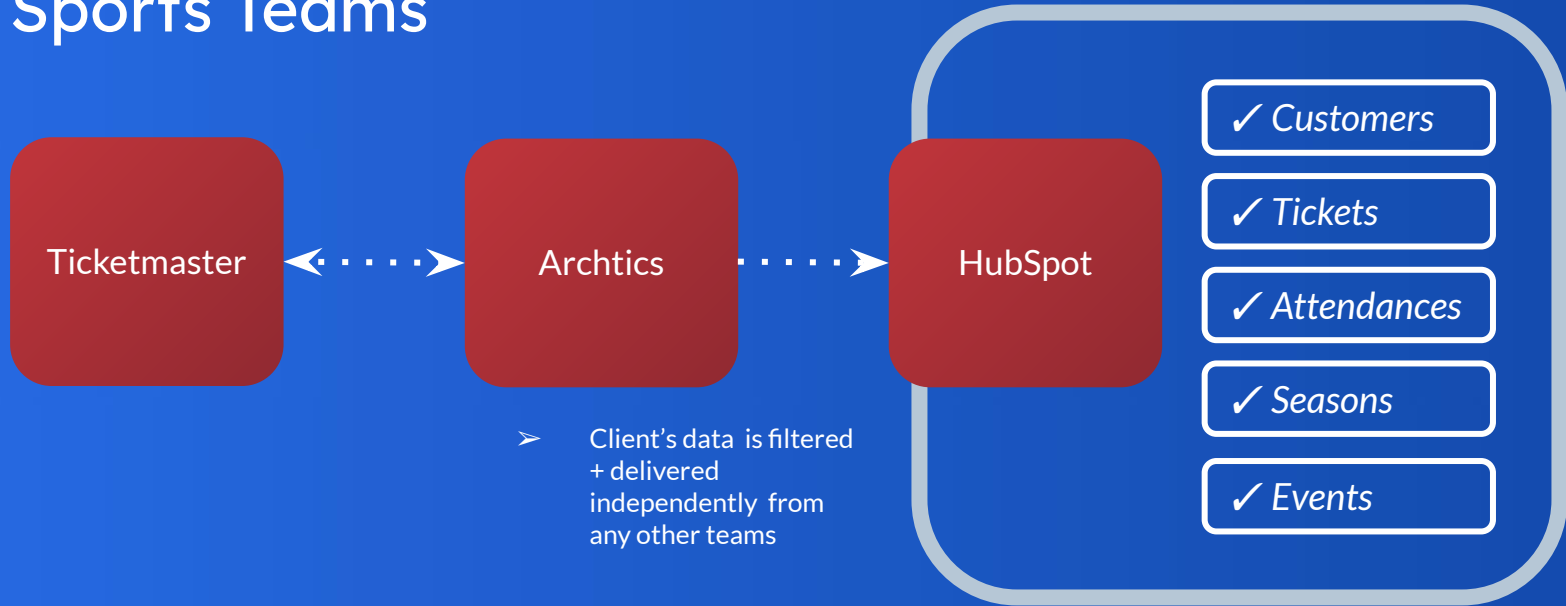 Sports Teams
Ticketmaster
Archtics
HubSpot
➢ Client's data is filtered
+ delivered
independently from
any other teams
✓ Customers
✓ Tickets
✓ Attendances
✓ Seasons
✓ Events